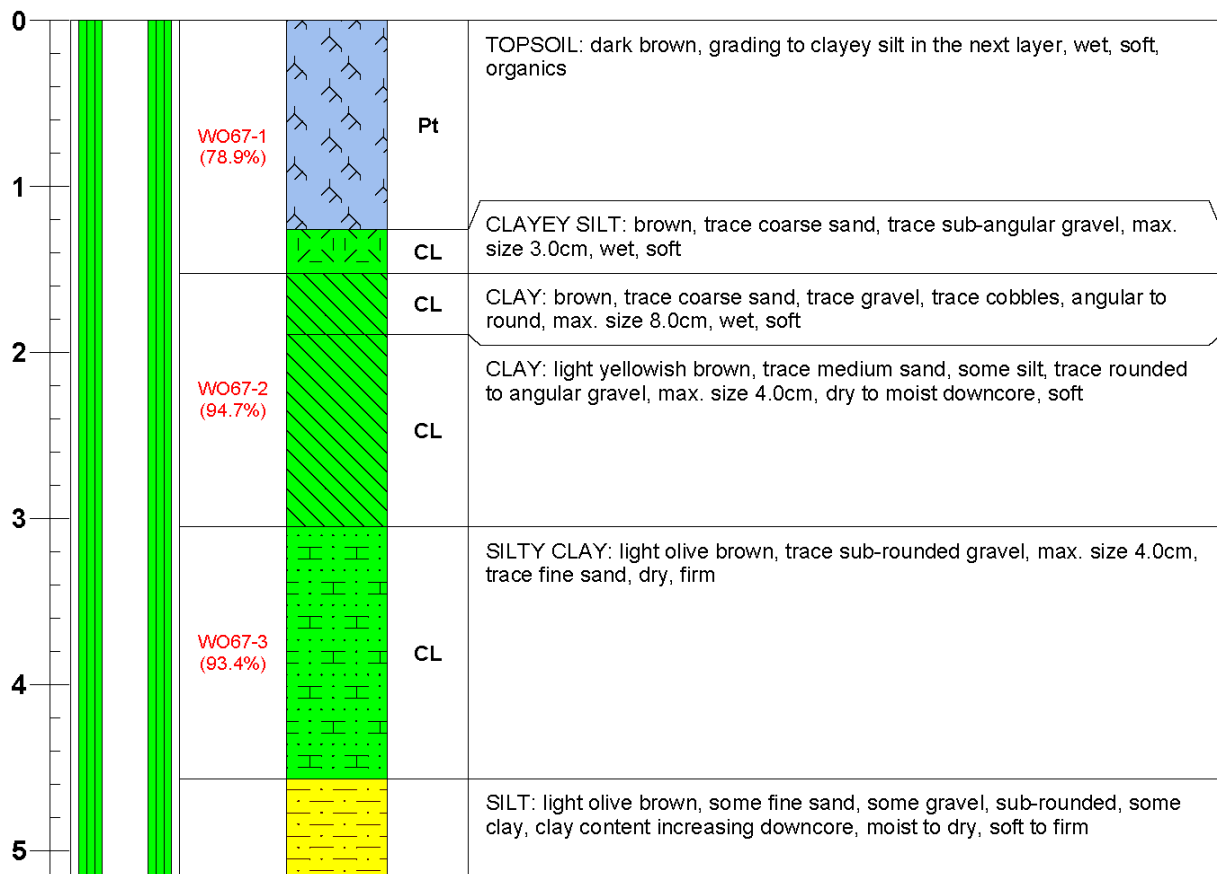 0
TOPSOIL: dark brown, grading to clayey silt in the next layer, wet, soft,
organics
WO67-1
(78.9%)
Pt
1
CLAYEY SILT: brown, trace coarse sand, trace sub-angular gravel, max.
size 3.0cm, wet, soft
CL
CLAY: brown, trace coarse sand, trace gravel, trace cobbles, angular to
round, max. size 8.0cm, wet, soft
CL
2
CLAY: light yellowish brown, trace medium sand, some silt, trace rounded
to angular gravel, max. size 4.0cm, dry to moist downcore, soft
WO67-2
(94.7%)
CL
3
SILTY CLAY: light olive brown, trace sub-rounded gravel, max. size 4.0cm,
trace fine sand, dry, firm
WO67-3
(93.4%)
CL
4
SILT: light olive brown, some fine sand, some gravel, sub-rounded, some
clay, clay content increasing downcore, moist to dry, soft to firm
5